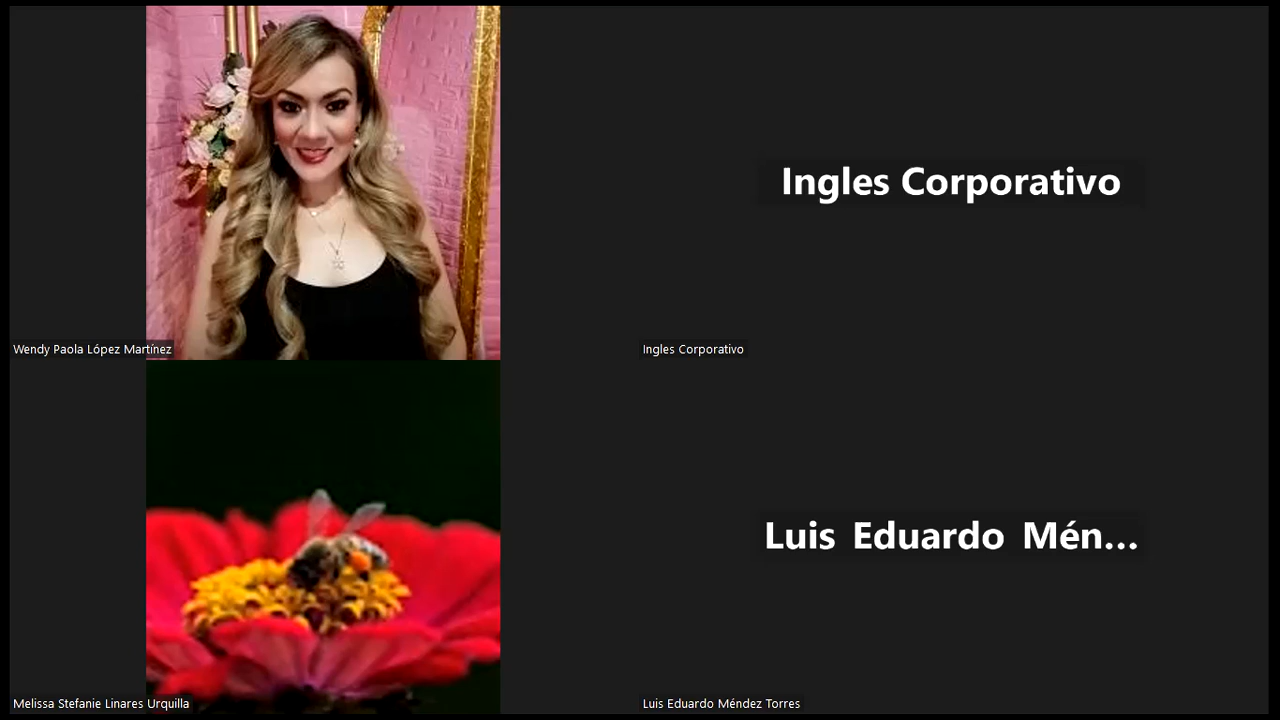 Ingles Corporativo
Wendy Paola López Martínez
Ingles Corporativo
Luis Eduardo Mén...
Melissa Stefanie Linares Urquilla
Luis Eduardo Méndez Torres